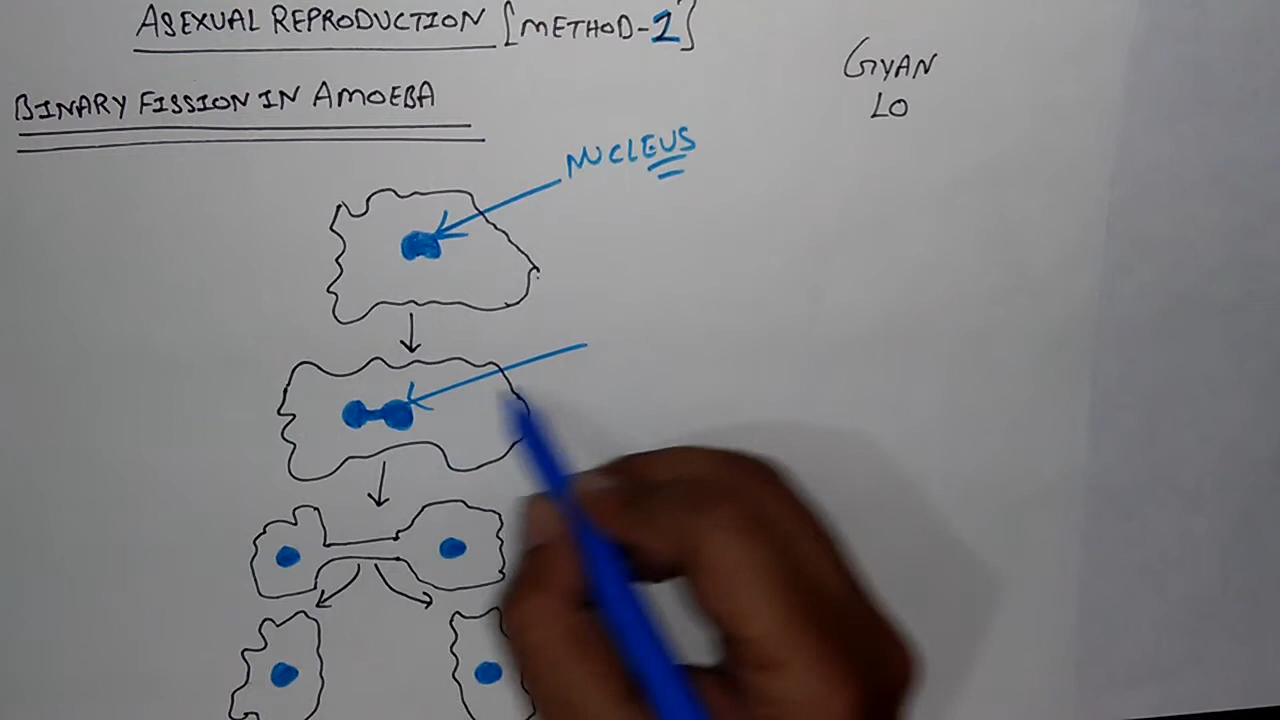 ASEXUAL REPRODUCTION [METHOD-1]
GYAN
LO
BINARY FISSION IN AMOEBA
NUCLEUS